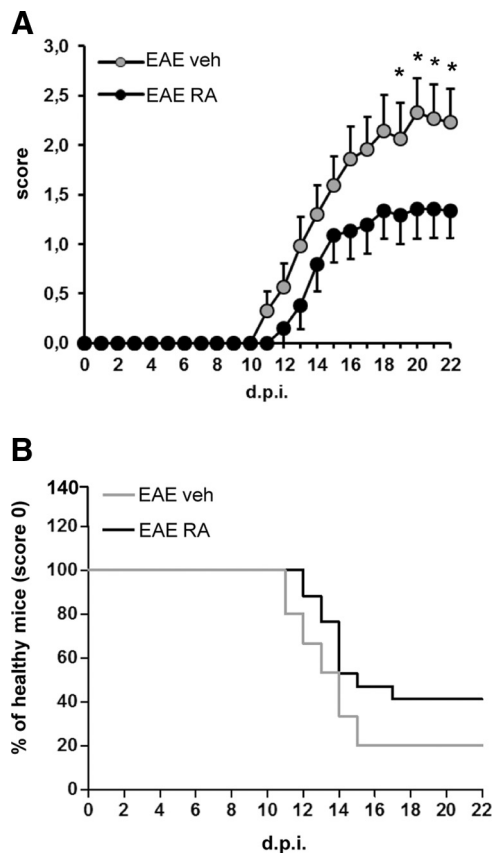 A
3,0
2,5
2,0
1,5
1,0
0,5
0,0
score
EAE veh
EAE RA
* * * *
0 2 4 6 8 10 12 14 16 18 20 22
d.p.i.
B
140
120
100
80
60
40
20
0
% of healthy mice (score 0)
EAE veh
EAE RA
0 2 4 6 8 10 12 14 16 18 20 22
d.p.i.